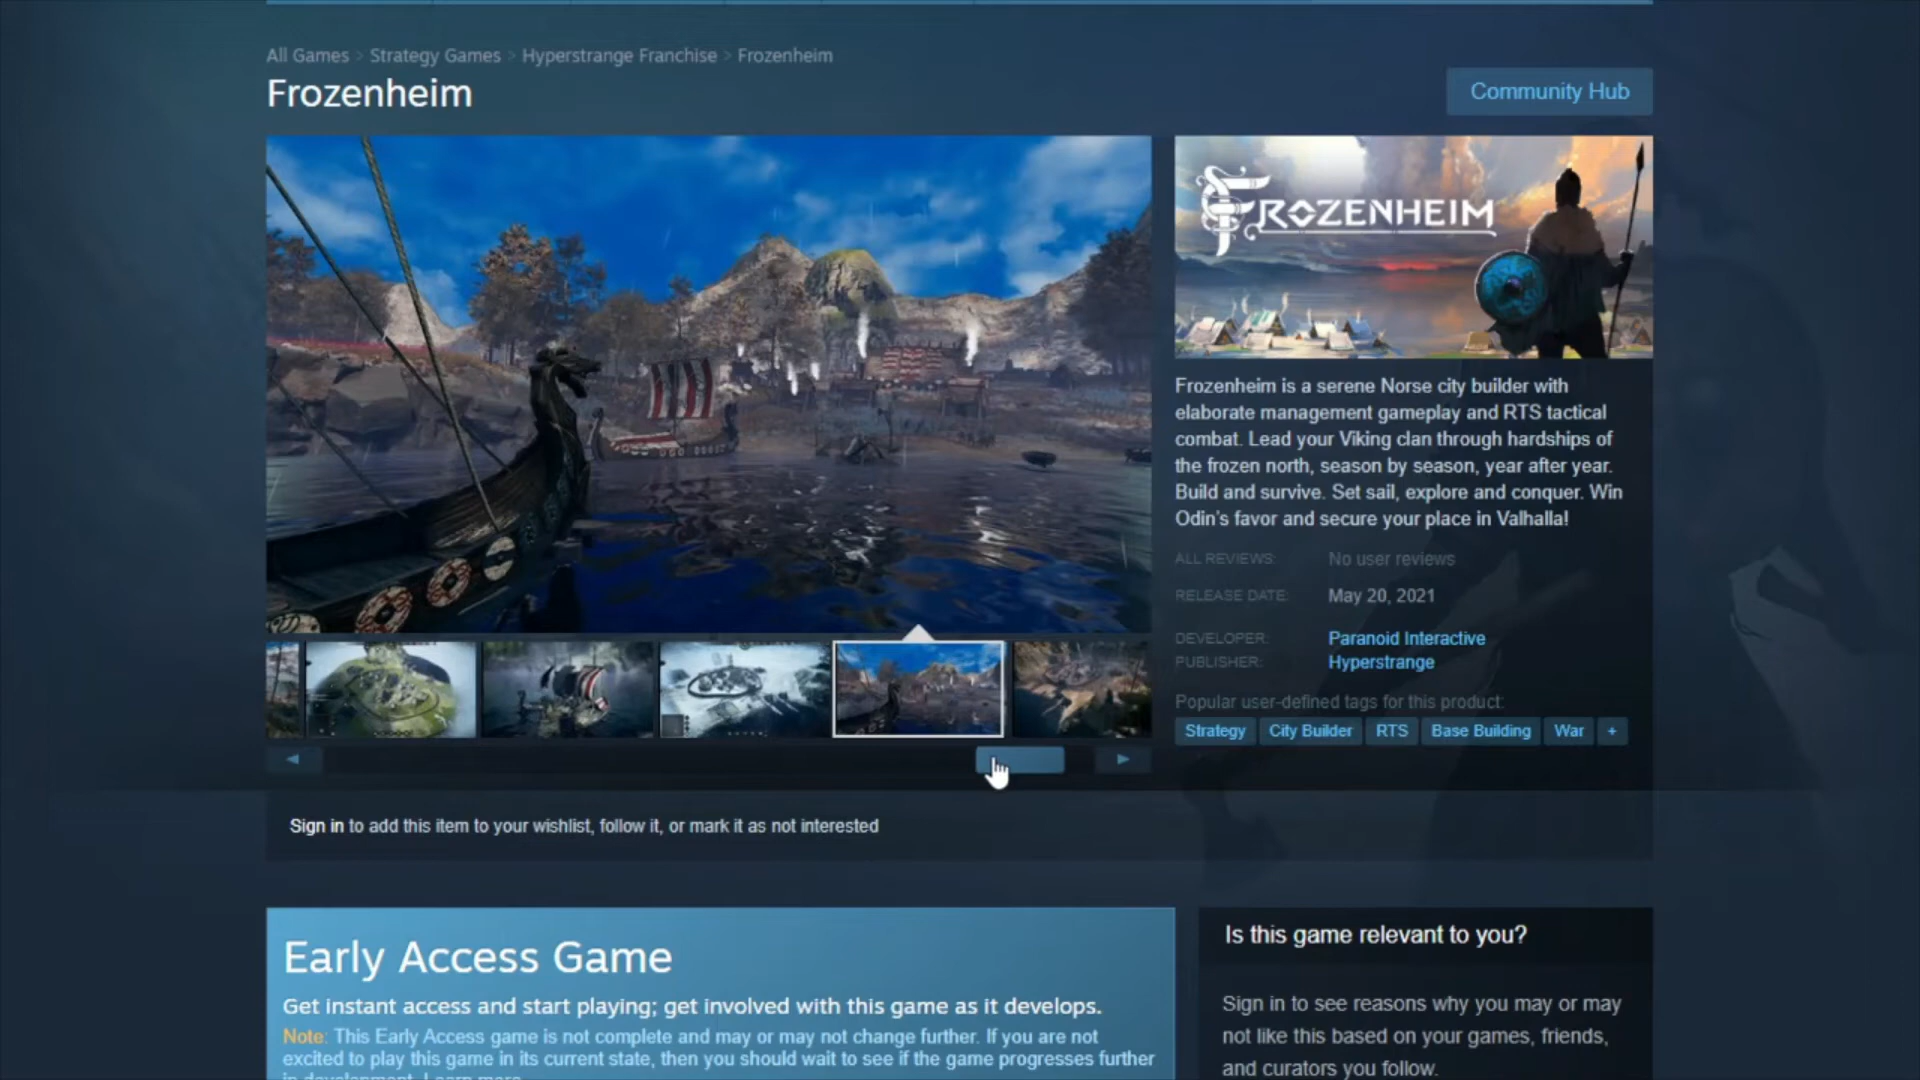 All Games > Strategy Games > Hyperstrange Franchise > Frozenheim
Frozenheim
Community Hub
FROZENHEIM
Frozenheim is a serene Norse city builder with
elaborate management gameplay and RTS tactical
combat. Lead your Viking clan through hardships of
the frozen north, season by season, year after year.
Build and survive. Set sail, explore and conquer. Win
Odin's favor and secure your place in Valhalla!
ALL REVIEWS: No user reviews
RELEASE DATE: May 20, 2021
DEVELOPER: Paranoid Interactive
PUBLISHER: Hyperstrange
Popular user-defined tags for this product:
Strategy City Builder RTS Base Building War +
Sign in to add this item to your wishlist, follow it, or mark it as not interested
Early Access Game
Get instant access and start playing; get involved with this game as it develops.
Note: This Early Access game is not complete and may or may not change further. If you are not
excited to play this game in its current state, then you should wait to see if the game progresses further
in development. Learn more
Is this game relevant to you?
Sign in to see reasons why you may or may
not like this based on your games, friends,
and curators you follow.